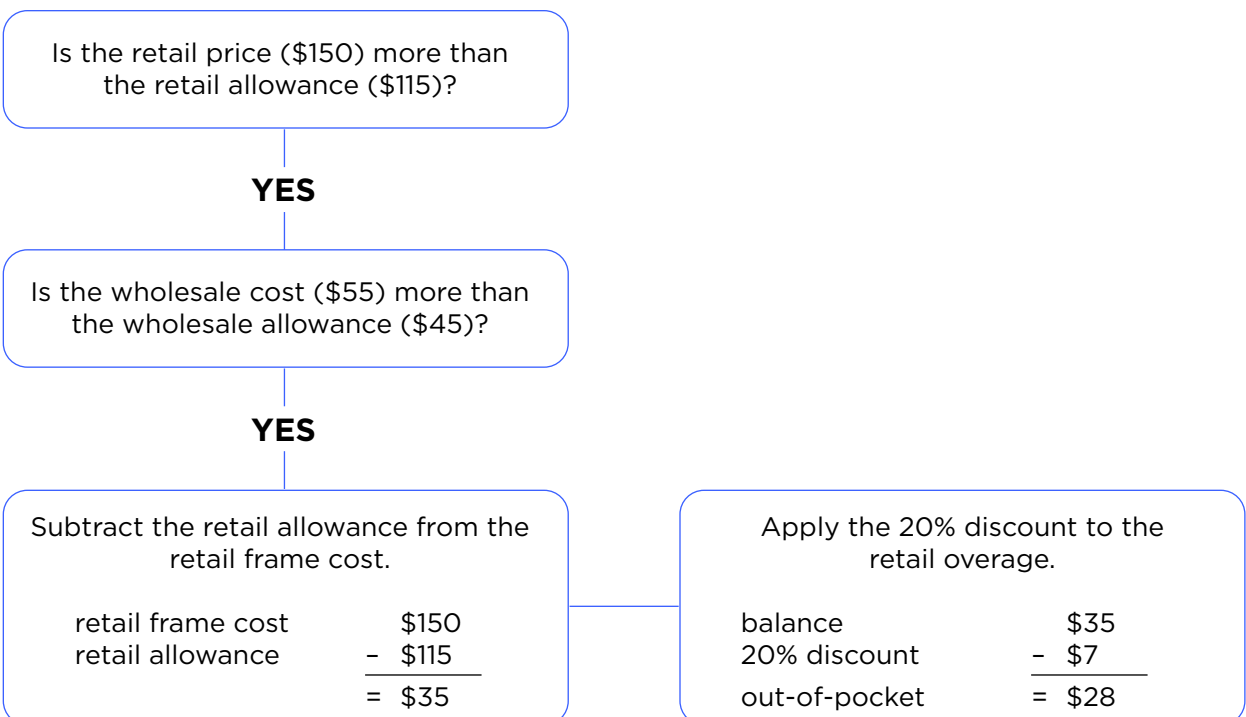 Is the retail price ($150) more than
the retail allowance ($115)?
YES
Is the wholesale cost ($55) more than
the wholesale allowance ($45)?
YES
Subtract the retail allowance from the
retail frame cost.
retail frame cost $150
retail allowance – $115
= $35
Apply the 20% discount to the
retail overage.
balance $35
20% discount – $7
out-of-pocket = $28